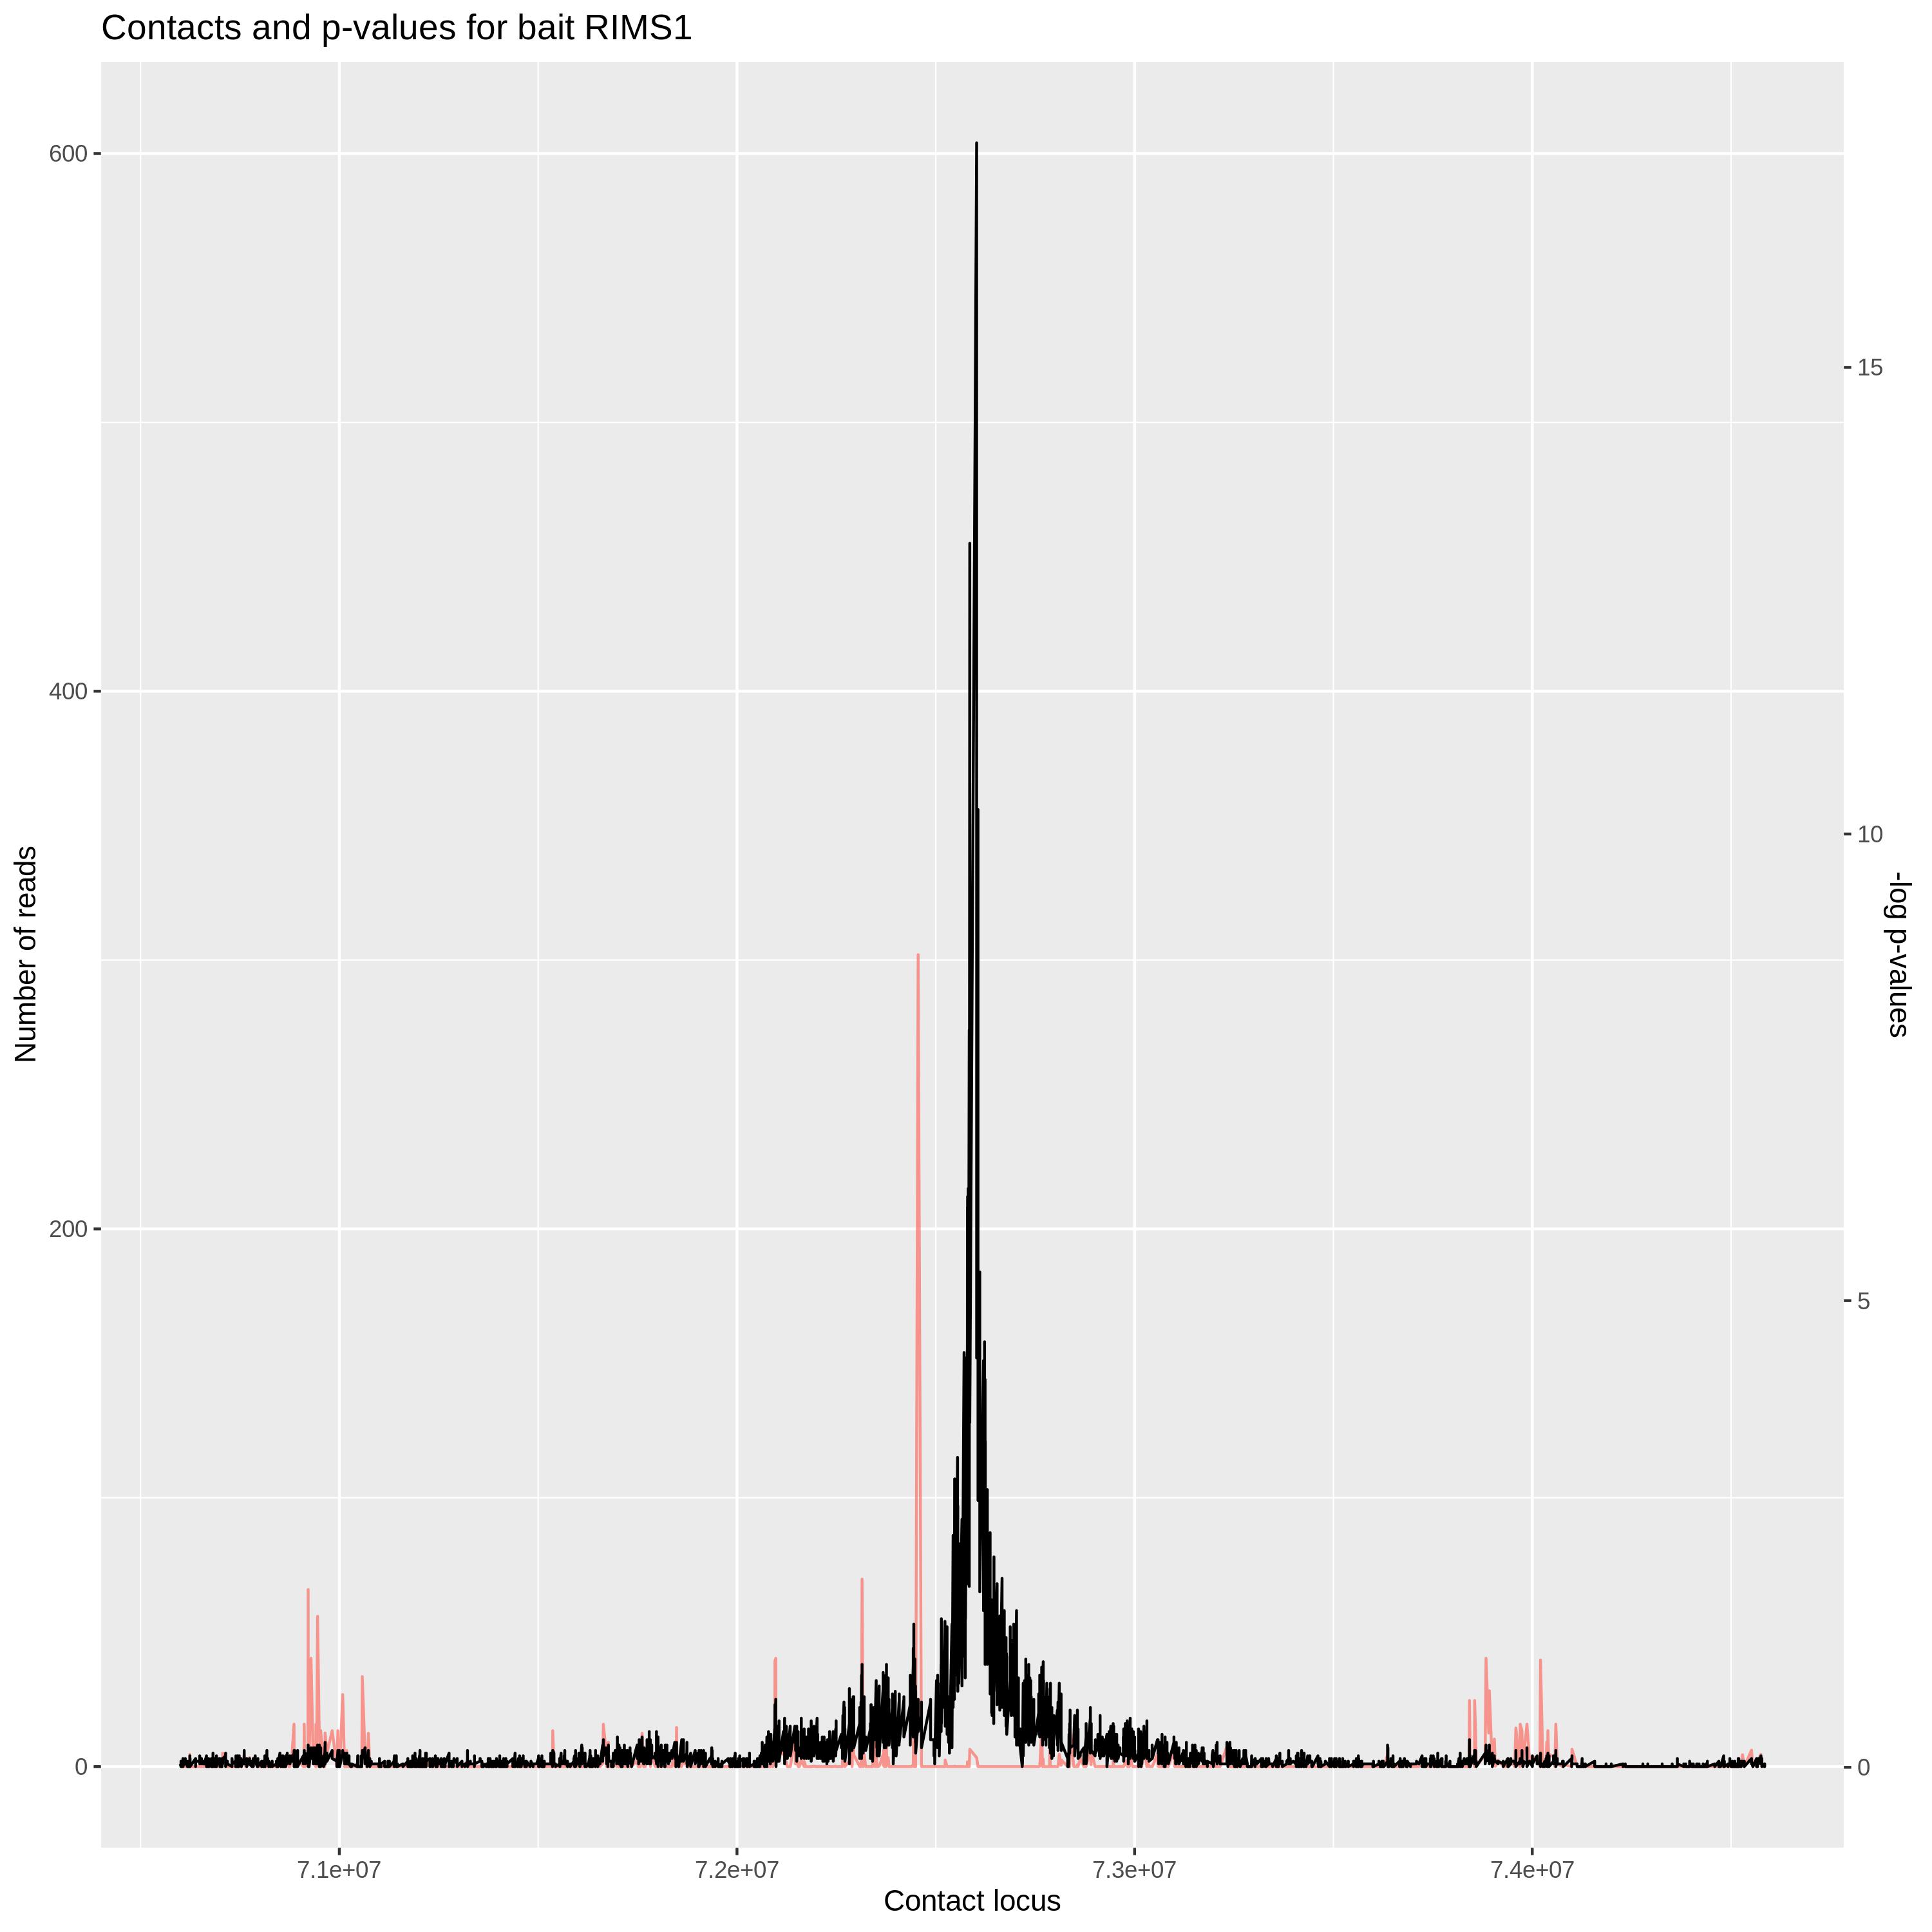 Contacts and p-values for bait RIMS1
600
400
200
0
Number of reads
15
10
5
0
-log p-values
7.1e+07
7.2e+07
7.3e+07
7.4e+07
Contact locus